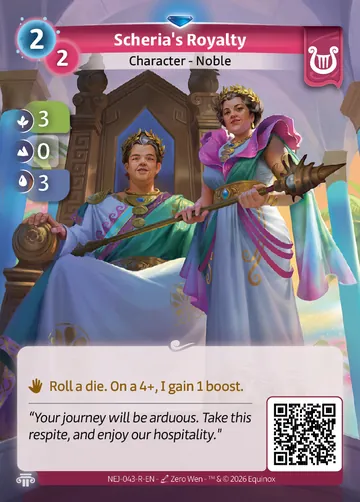 2
Scheria's Royalty
2
Character - Noble
3
0
3
Roll a die. On a 4+, I gain 1 boost.
"Your journey will be arduous. Take this
respite, and enjoy our hospitality."
NEJ-043-R-EN - Zero Wen - ™ & © 2026 Equinox